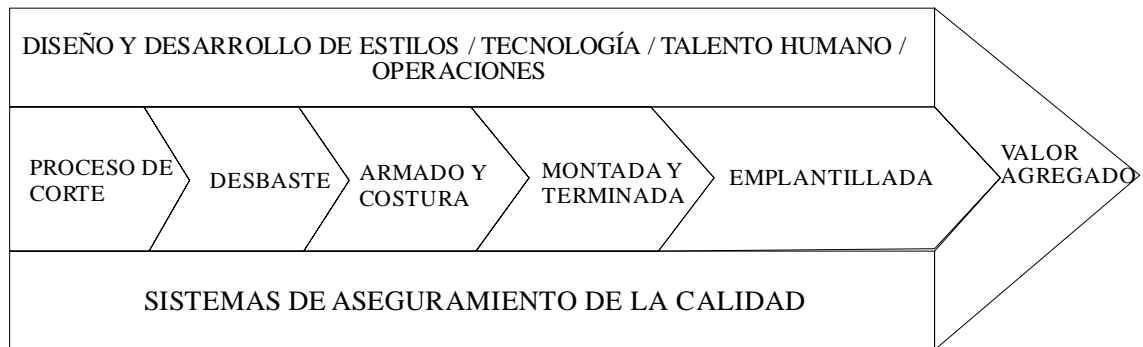 DISEÑO Y DESARROLLO DE ESTILOS / TECNOLOGÍA / TALENTO HUMANO /
OPERACIONES
PROCESO DE
CORTE
DESBASTE
ARMADO Y
COSTURA
MONTADA Y
TERMINADA
EMPLANTILLADA
VALOR
AGREGADO
SISTEMAS DE ASEGURAMIENTO DE LA CALIDAD